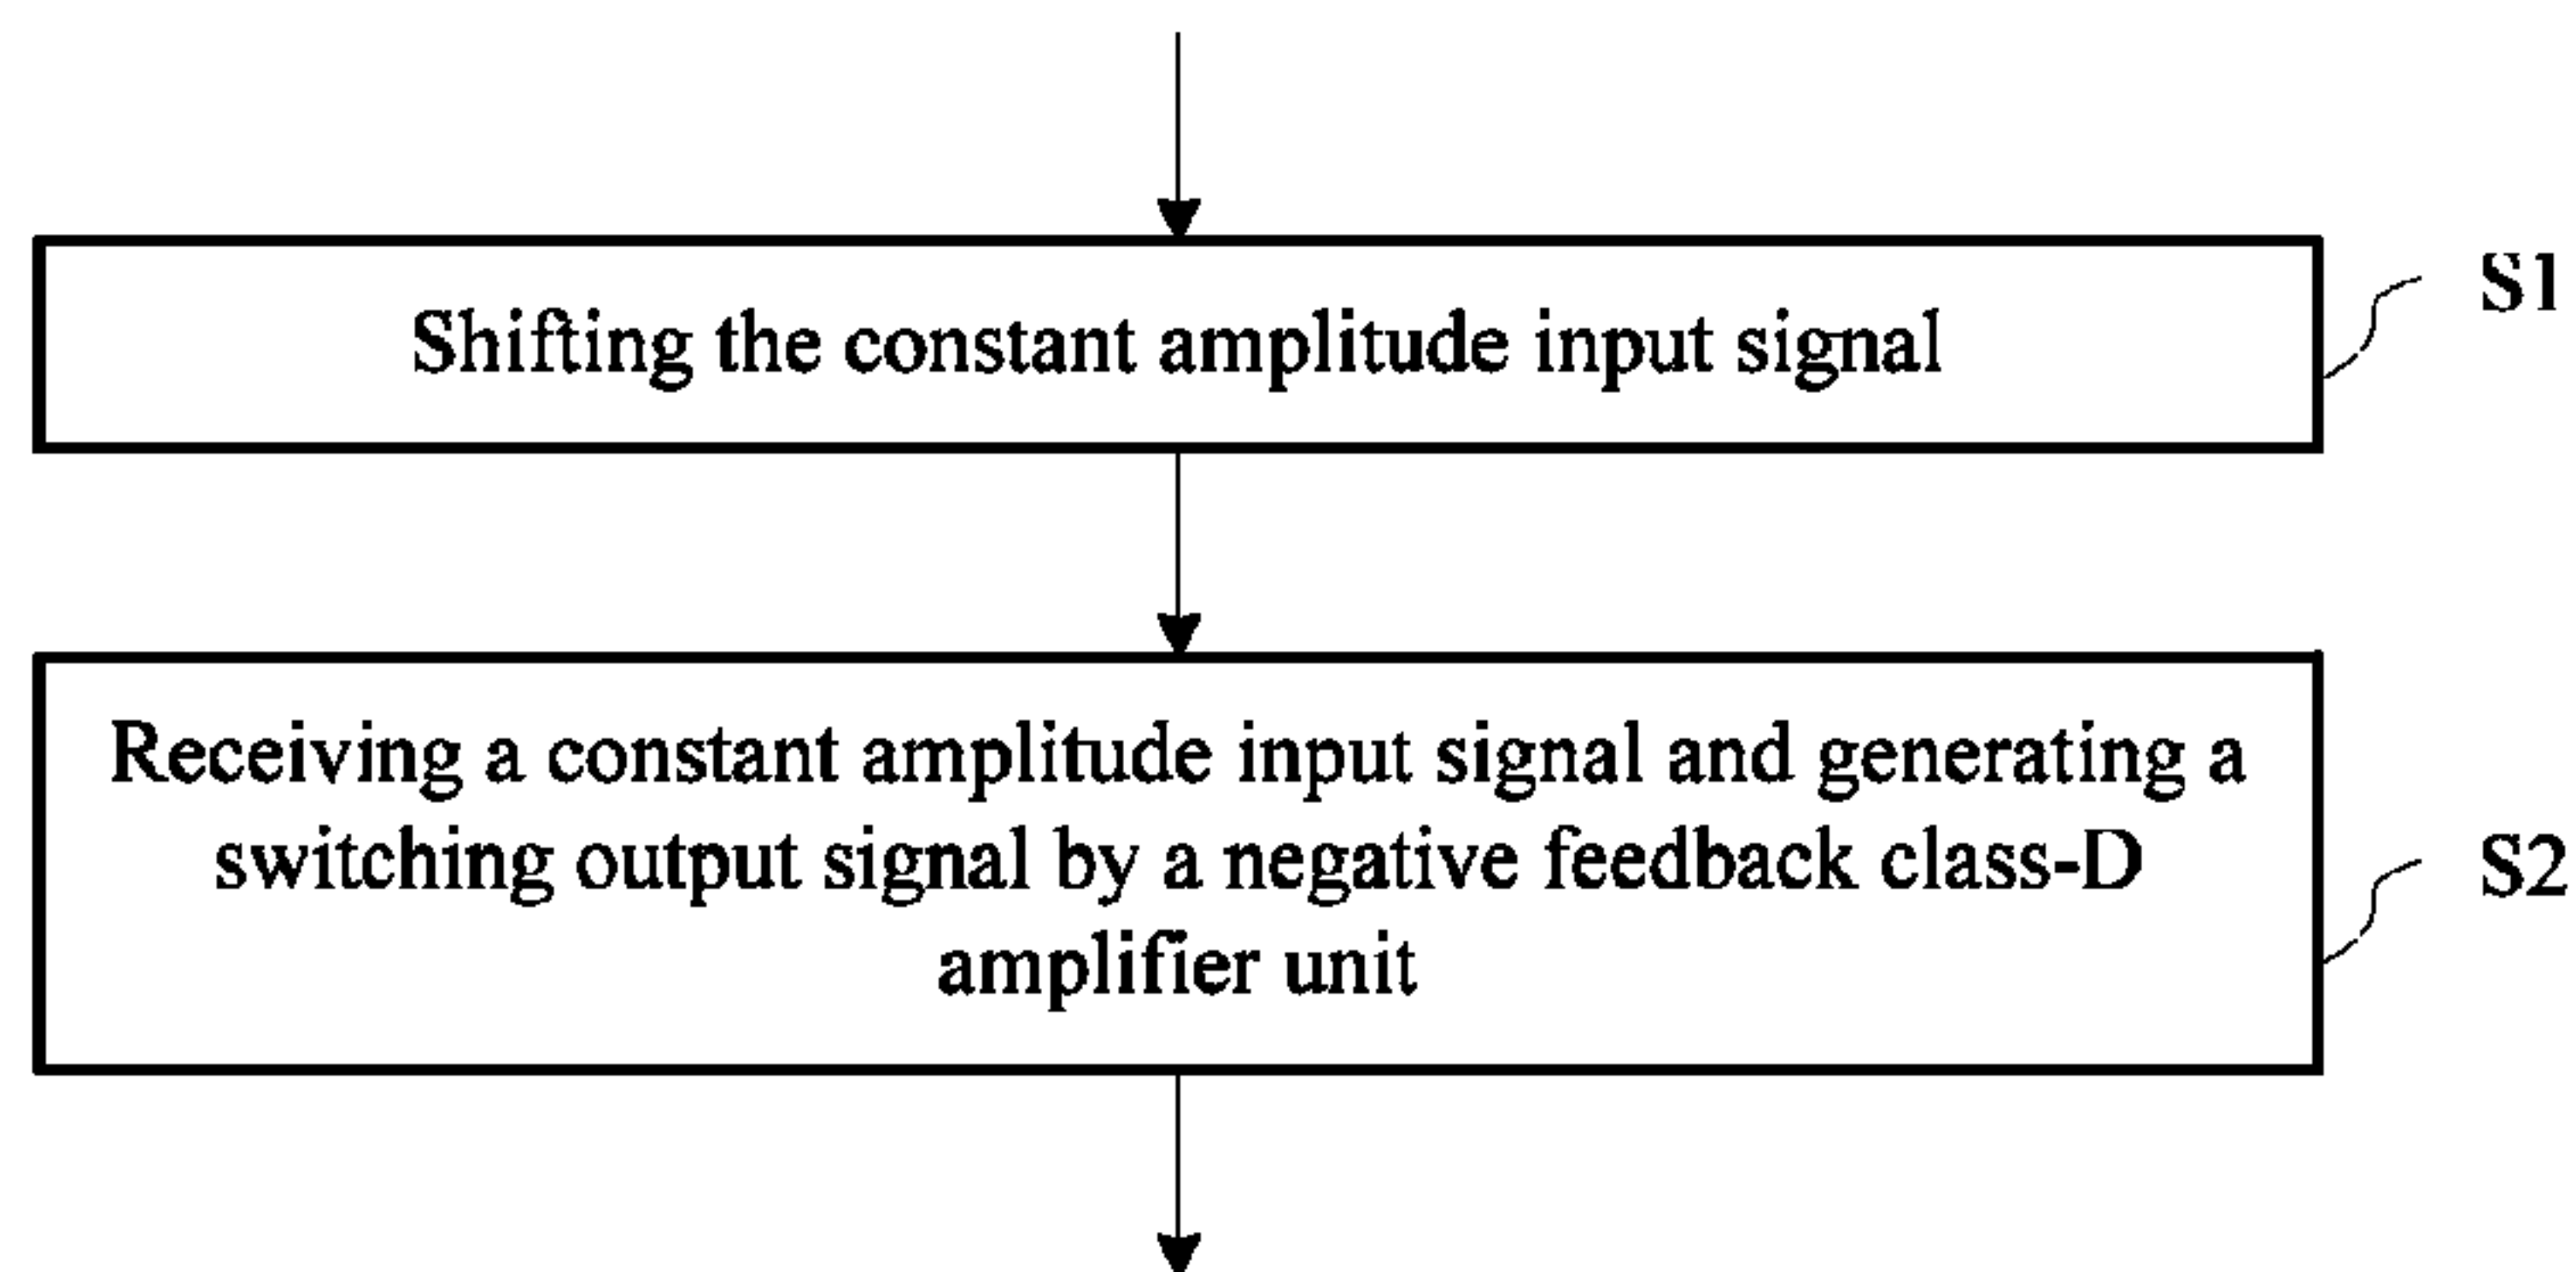 Shifting the constant amplitude input signal
S1
Receiving a constant amplitude input signal and generating a
switching output signal by a negative feedback class-D
amplifier unit
S2